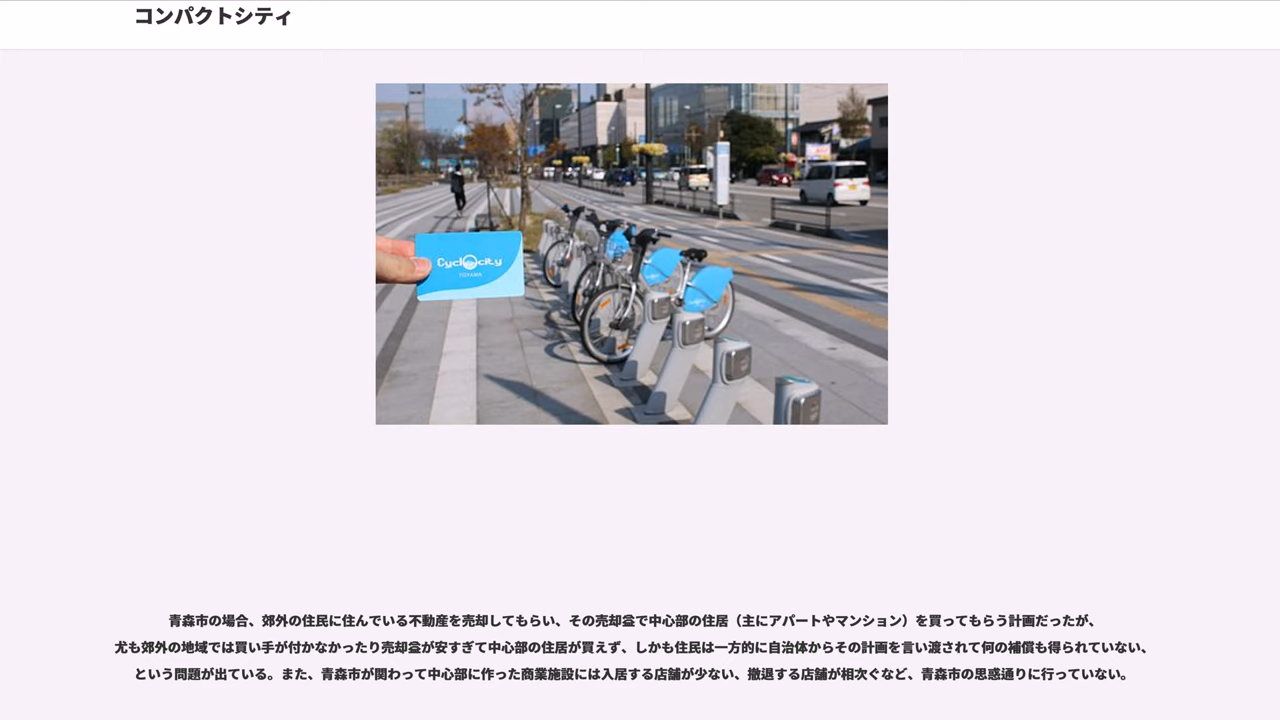 コンパクトシティ
Cyclocity
TOYAMA
青森市の場合、郊外の住民に住んでいる不動産を売却してもらい、その売却益で中心部の住居（主にアパートやマンション）を買ってもらう計画だったが、
尤も郊外の地域では買い手が付かなかったり売却益が安すぎて中心部の住居が買えず、しかも住民は一方的に自治体からその計画を言い渡されて何の補償も得られていない、
という問題が出ている。また、青森市が関わって中心部に作った商業施設には入居する店舗が少ない、撤退する店舗が相次ぐなど、青森市の思惑通りに行っていない。